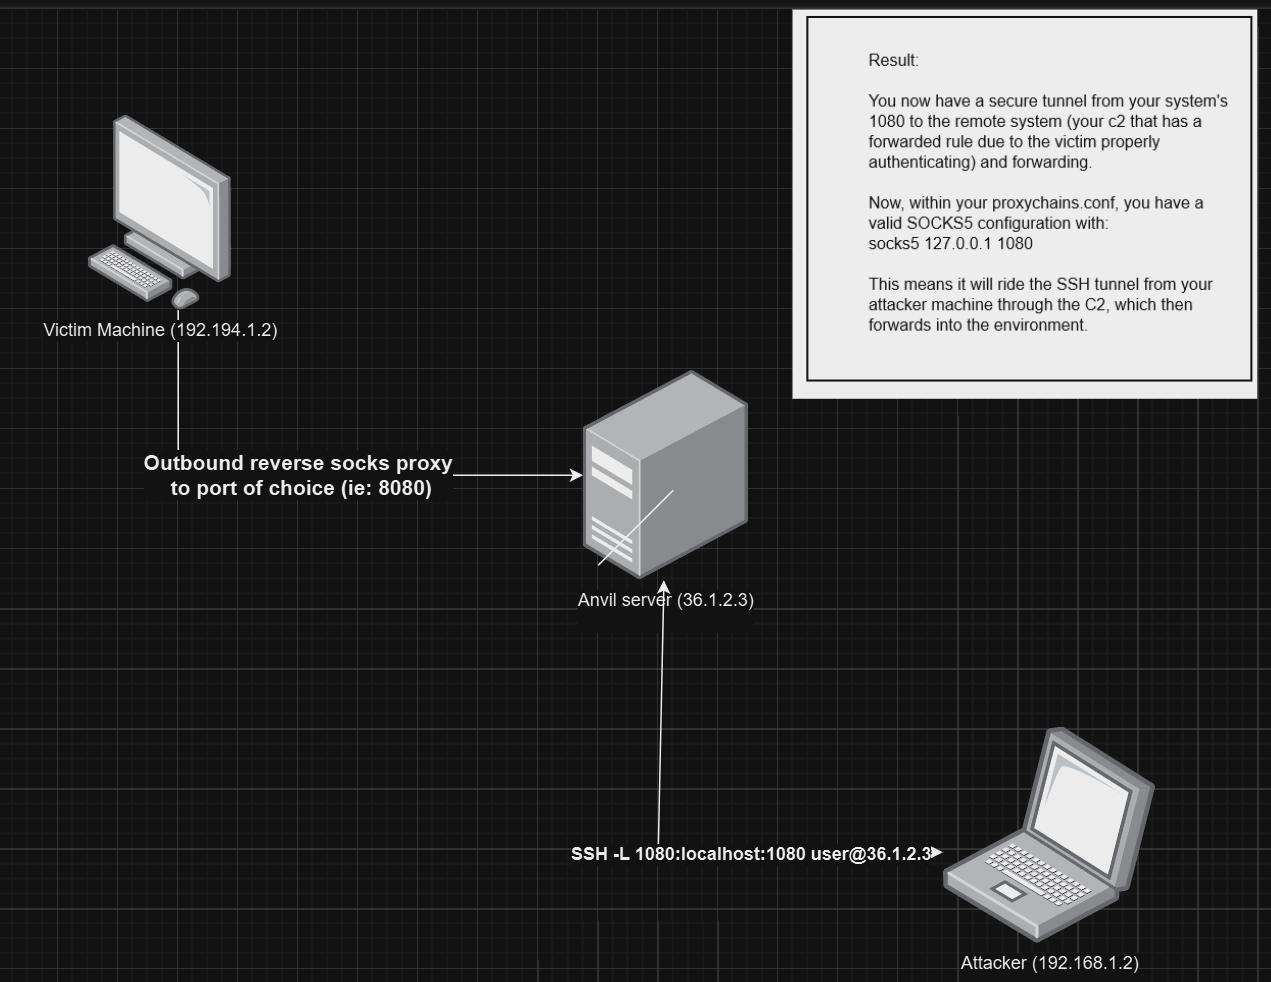 Result:
You now have a secure tunnel from your system's
1080 to the remote system (your c2 that has a
forwarded rule due to the victim properly
authenticating) and forwarding.
Now, within your proxychains.conf, you have a
valid SOCKS5 configuration with:
socks5 127.0.0.1 1080
This means it will ride the SSH tunnel from your
attacker machine through the C2, which then
forwards into the environment.
Victim Machine (192.194.1.2)
Outbound reverse socks proxy
to port of choice (ie: 8080)
Anvil server (36.1.2.3)
SSH -L 1080:localhost:1080 user@36.1.2.3
Attacker (192.168.1.2)